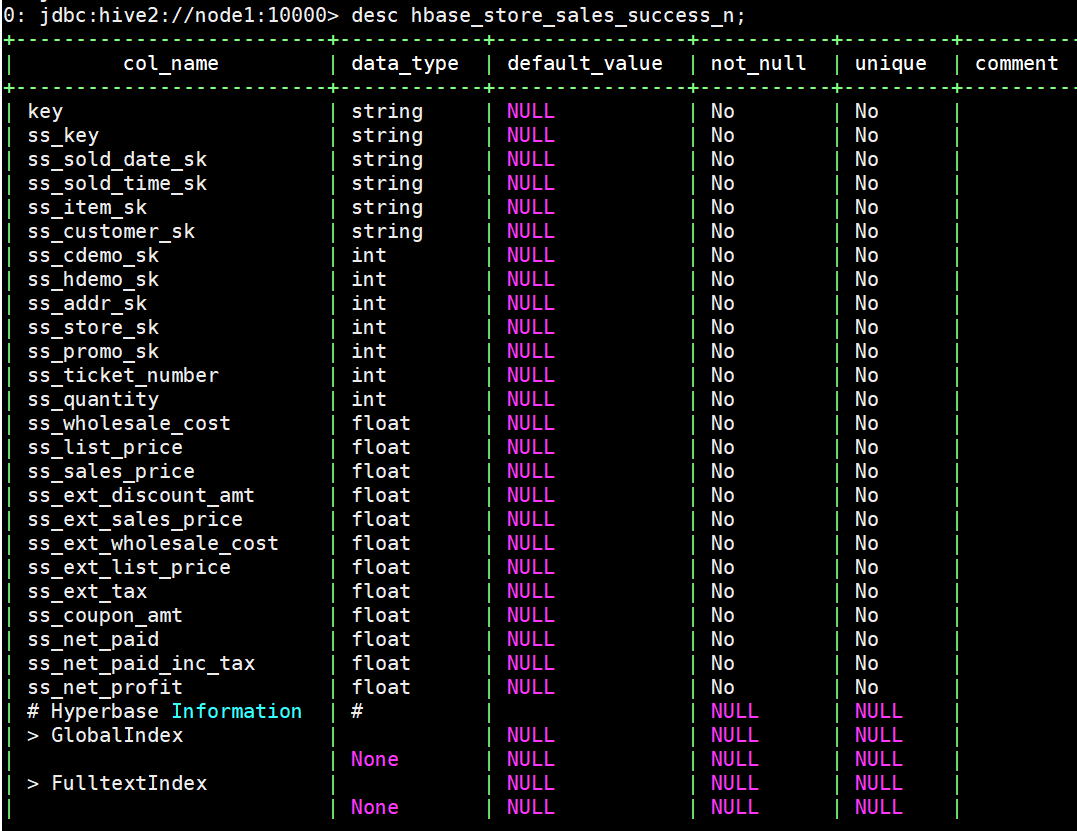 0: jdbc:hive2://node1:10000> desc hbase_store_sales_success_n;
+--------------------------+------------+----------------+-----------+---------+----------
| col_name | data_type | default_value | not_null | unique | comment
+--------------------------+------------+----------------+-----------+---------+----------
| key | string | NULL | No | No |
| ss_key | string | NULL | No | No |
| ss_sold_date_sk | string | NULL | No | No |
| ss_sold_time_sk | string | NULL | No | No |
| ss_item_sk | string | NULL | No | No |
| ss_customer_sk | string | NULL | No | No |
| ss_cdemo_sk | int | NULL | No | No |
| ss_hdemo_sk | int | NULL | No | No |
| ss_addr_sk | int | NULL | No | No |
| ss_store_sk | int | NULL | No | No |
| ss_promo_sk | int | NULL | No | No |
| ss_ticket_number | int | NULL | No | No |
| ss_quantity | int | NULL | No | No |
| ss_wholesale_cost | float | NULL | No | No |
| ss_list_price | float | NULL | No | No |
| ss_sales_price | float | NULL | No | No |
| ss_ext_discount_amt | float | NULL | No | No |
| ss_ext_sales_price | float | NULL | No | No |
| ss_ext_wholesale_cost | float | NULL | No | No |
| ss_ext_list_price | float | NULL | No | No |
| ss_ext_tax | float | NULL | No | No |
| ss_coupon_amt | float | NULL | No | No |
| ss_net_paid | float | NULL | No | No |
| ss_net_paid_inc_tax | float | NULL | No | No |
| ss_net_profit | float | NULL | No | No |
| # Hyperbase Information | # | | NULL | NULL |
| > GlobalIndex | | NULL | NULL | NULL |
| | None | NULL | NULL | NULL |
| > FulltextIndex | | NULL | NULL | NULL |
| | None | NULL | NULL | NULL |